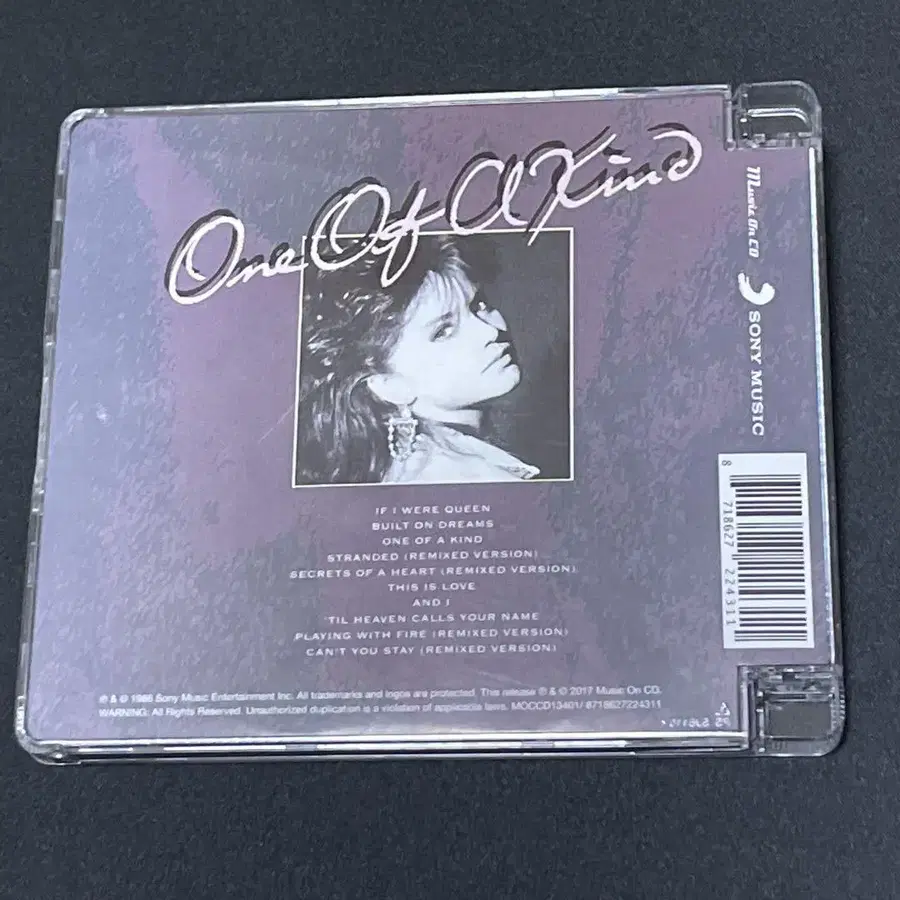 One Of A Kind
IF I WERE QUEEN
BUILT ON DREAMS
ONE OF A KIND
STRANDED (REMIXED VERSION)
SECRETS OF A HEART (REMIXED VERSION)
THIS IS LOVE
AND I
'TIL HEAVEN CALLS YOUR NAME
PLAYING WITH FIRE (REMIXED VERSION)
CAN'T YOU STAY (REMIXED VERSION)
℗ & © 1986 Sony Music Entertainment Inc. All trademarks and logos are protected. This release ℗ & © 2017 Music On CD.
WARNING: All Rights Reserved. Unauthorized duplication is a violation of applicable laws. MOCCD13401/ 8718627224311
Music On CD
SONY MUSIC
8 718627 224311